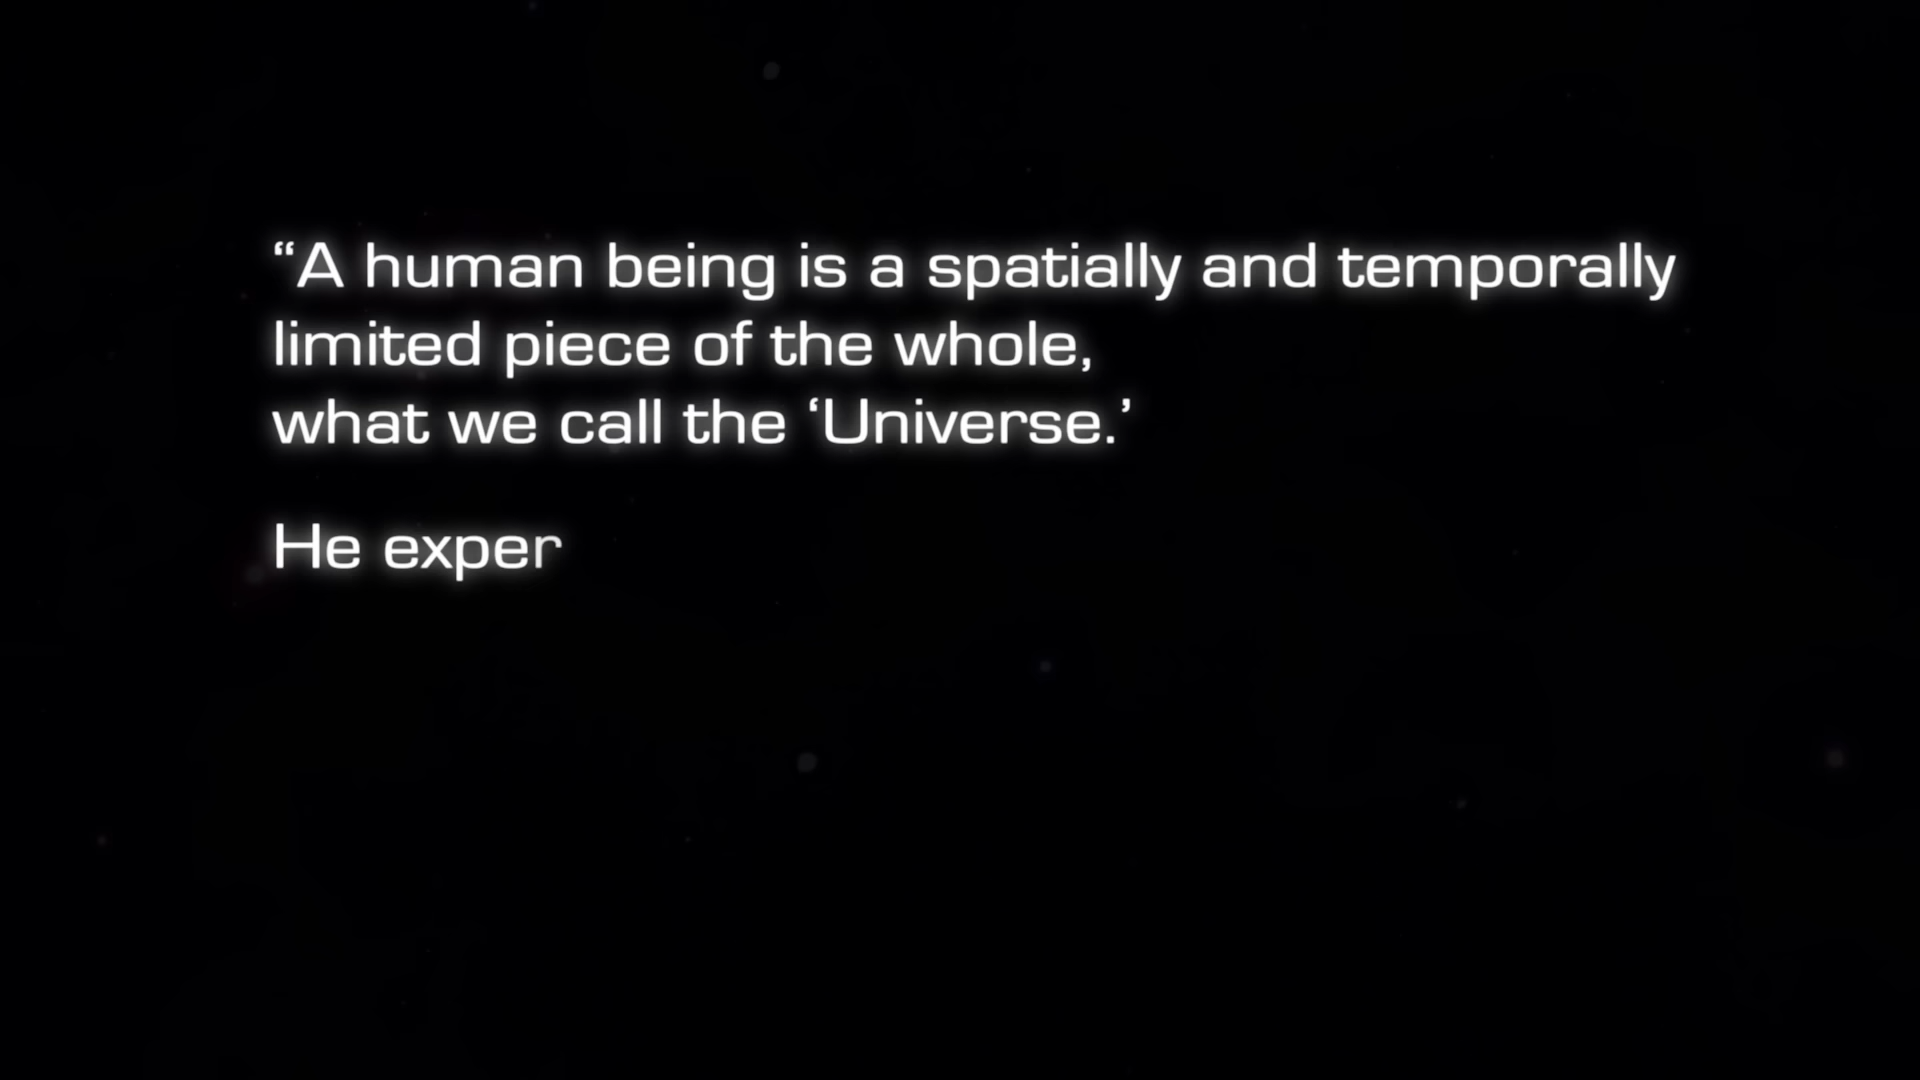 “A human being is a spatially and temporally
limited piece of the whole,
what we call the ‘Universe.’
He exper